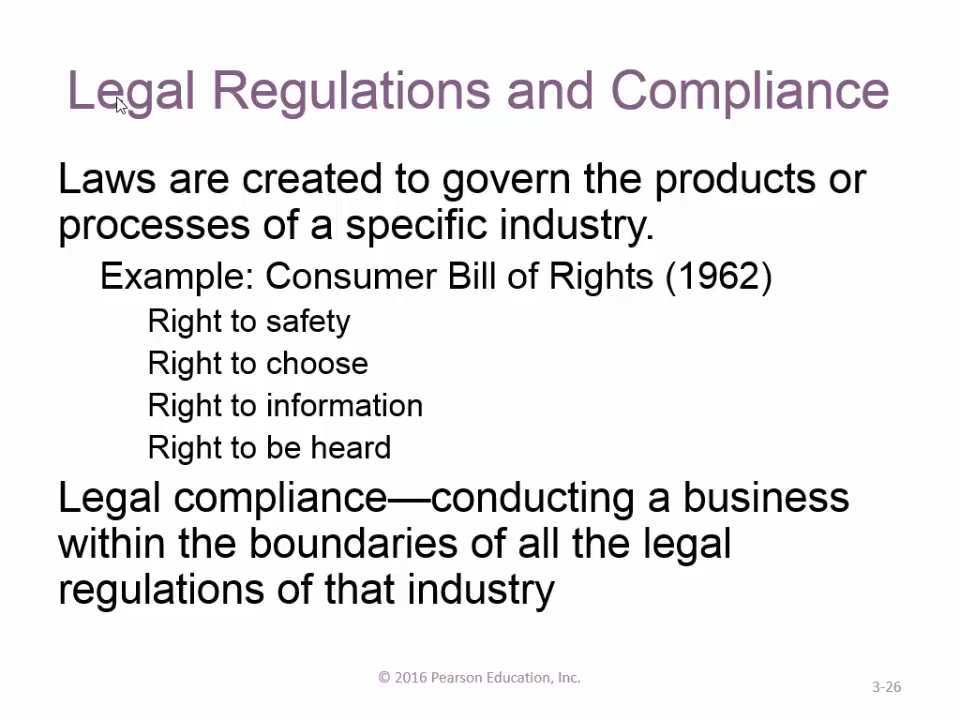 Legal Regulations and Compliance
Laws are created to govern the products or
processes of a specific industry.
Example: Consumer Bill of Rights (1962)
Right to safety
Right to choose
Right to information
Right to be heard
Legal compliance—conducting a business
within the boundaries of all the legal
regulations of that industry
© 2016 Pearson Education, Inc.
3-26